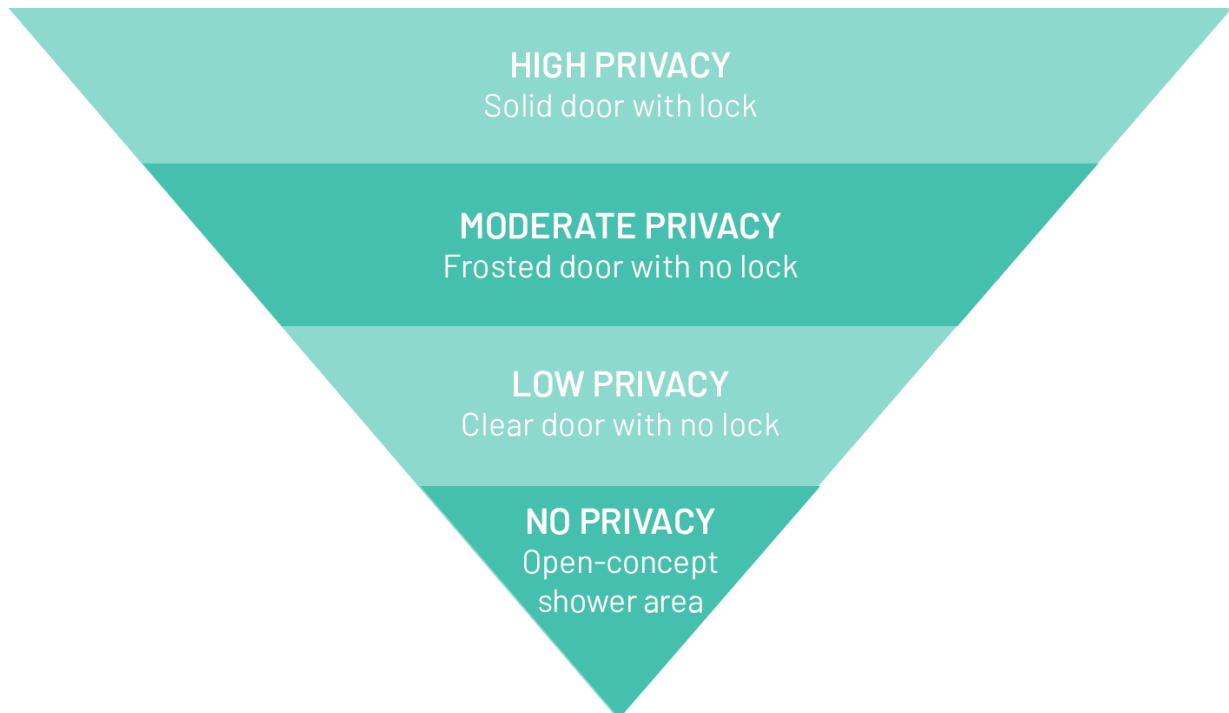 HIGH PRIVACY
Solid door with lock
MODERATE PRIVACY
Frosted door with no lock
LOW PRIVACY
Clear door with no lock
NO PRIVACY
Open-concept
shower area